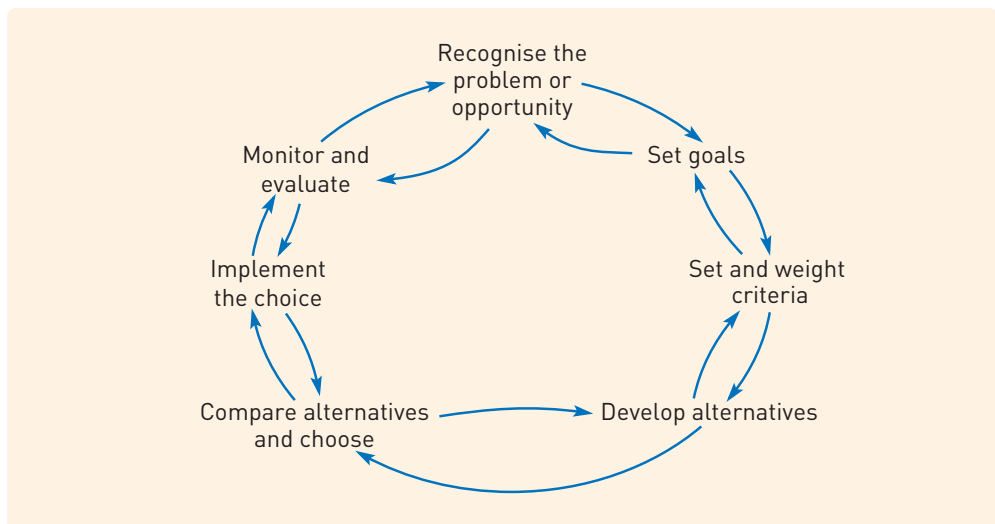 Recognise the
problem or
opportunity
Set goals
Set and weight
criteria
Develop alternatives
Compare alternatives
and choose
Implement
the choice
Monitor and
evaluate